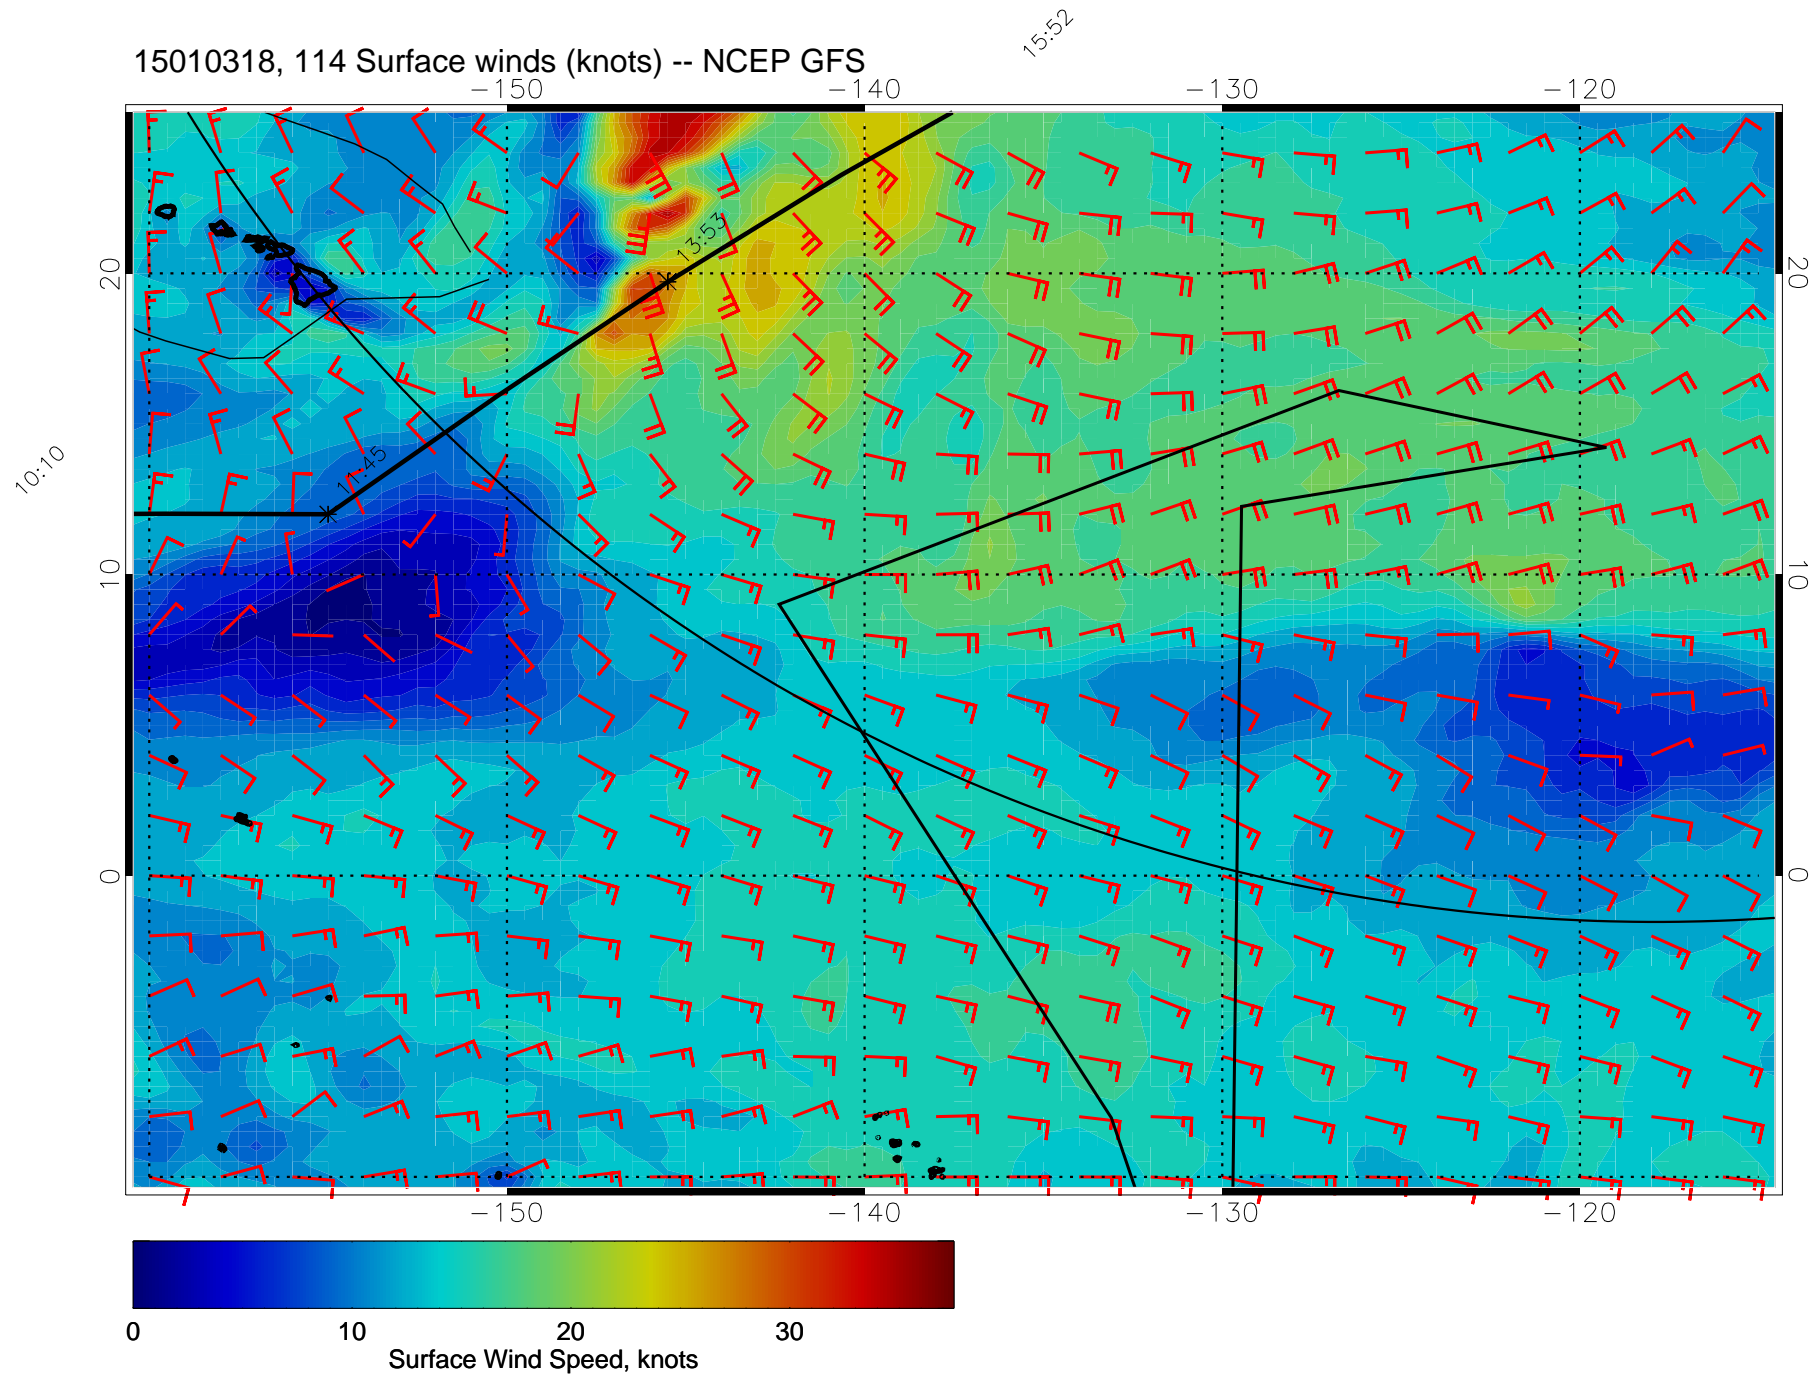 15:52
15010318, 114 Surface winds (knots) -- NCEP GFS
-150 -140 -130 -120
13:53
20 20
10:10
11:45
10 10
0 0
-150 -140 -130 -120
0 10 20 30
Surface Wind Speed, knots